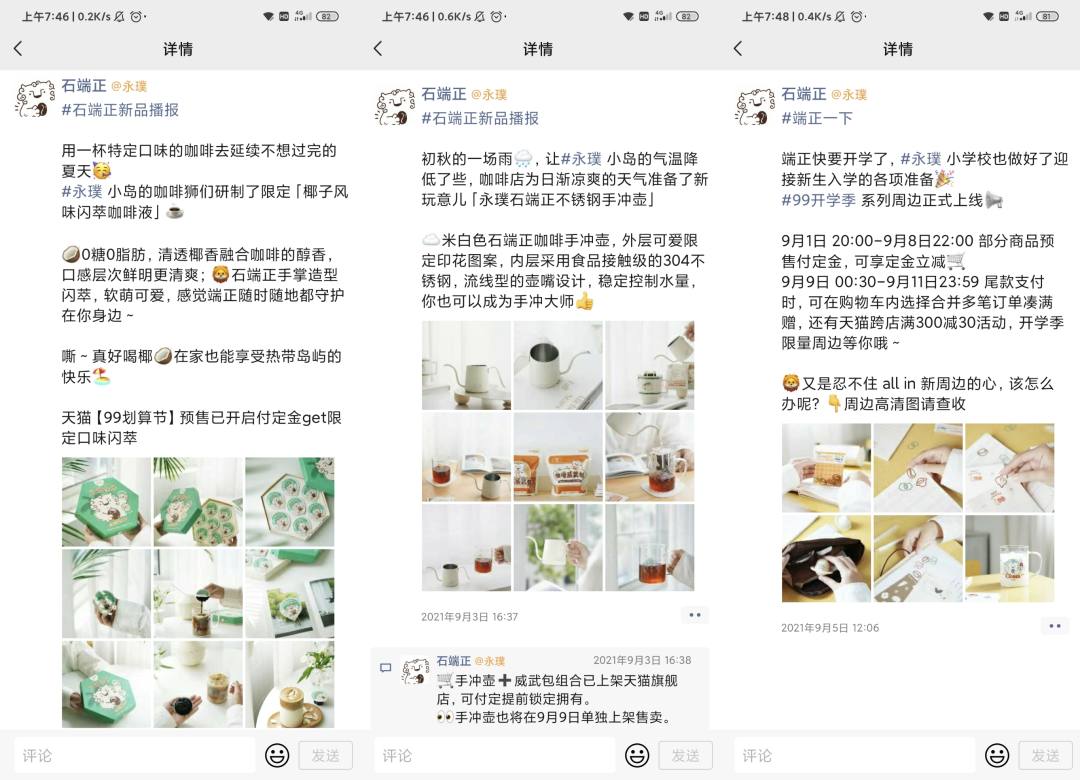 上午7:46 | 0.2K/s
4G
HD
82
详情
石端正 @永璞
#石端正新品播报
用一杯特定口味的咖啡去延续不想过完的
夏天🥳
#永璞 小岛的咖啡狮们研制了限定「椰子风
味闪萃咖啡液」☕
🥥0糖0脂肪，清透椰香融合咖啡的醇香，
口感层次鲜明更清爽；🦁石端正手掌造型
闪萃，软萌可爱，感觉端正随时随地都守护
在你身边~
嘶~真好喝椰🥥在家也能享受热带岛屿的
快乐🏖️
天猫【99划算节】预售已开启付定金get限
定口味闪萃
评论
发送
上午7:46 | 0.6K/s
4G
HD
82
详情
石端正 @永璞
#石端正新品播报
初秋的一场雨🌧️，让#永璞 小岛的气温降
低了些，咖啡店为日渐凉爽的天气准备了新
玩意儿「永璞石端正不锈钢手冲壶」
☁️米白色石端正咖啡手冲壶，外层可爱限
定印花图案，内层采用食品接触级的304不
锈钢，流线型的壶嘴设计，稳定控制水量，
你也可以成为手冲大师👍
2021年9月3日 16:37
石端正 @永璞
2021年9月3日 16:38
🛒手冲壶➕威武包组合已上架天猫旗舰
店，可付定提前锁定拥有。
👀手冲壶也将在9月9日单独上架售卖。
评论
发送
上午7:48 | 0.4K/s
4G
HD
81
详情
石端正 @永璞
#端正一下
端正快要开学了，#永璞 小学校也做好了迎
接新生入学的各项准备🎉
#99开学季 系列周边正式上线📢
9月1日 20:00-9月8日22:00 部分商品预
售付定金，可享定金立减🛒
9月9日 00:30-9月11日23:59 尾款支付
时，可在购物车内选择合并多笔订单凑满
赠，还有天猫跨店满300减30活动，开学季
限量周边等你哦~
🦁又是忍不住 all in 新周边的心，该怎么
办呢？👇周边高清图请查收
2021年9月5日 12:06
评论
发送